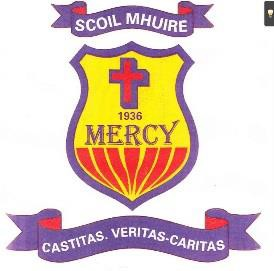 SCOIL MHUIRE
1936
MERCY
CASTITAS. VERITAS-CARITAS